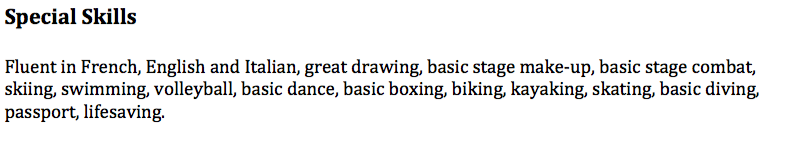 Special Skills
Fluent in French, English and Italian, great drawing, basic stage make-up, basic stage combat,
skiing, swimming, volleyball, basic dance, basic boxing, biking, kayaking, skating, basic diving,
passport, lifesaving.